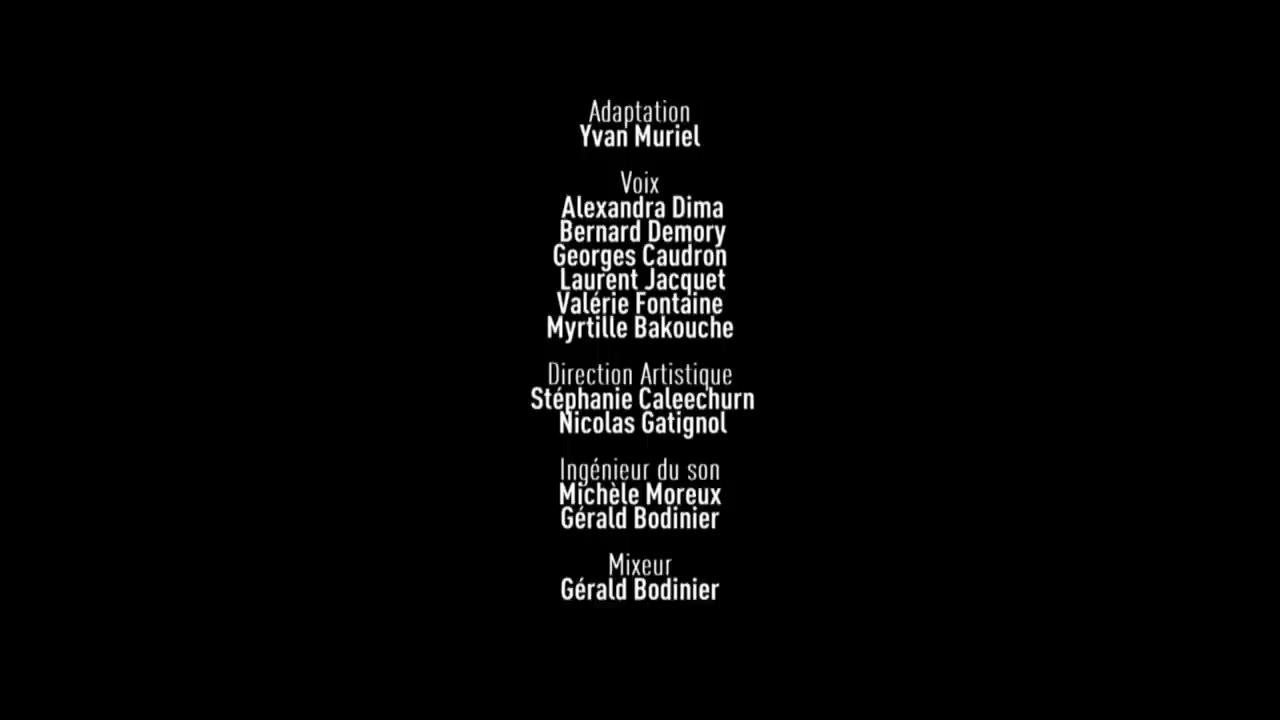 Adaptation
Yvan Muriel
Voix
Alexandra Dima
Bernard Demory
Georges Caudron
Laurent Jacquet
Valérie Fontaine
Myrtille Bakouche
Direction Artistique
Stéphanie Caleechurn
Nicolas Gatignol
Ingénieur du son
Michèle Moreux
Gérald Bodinier
Mixeur
Gérald Bodinier